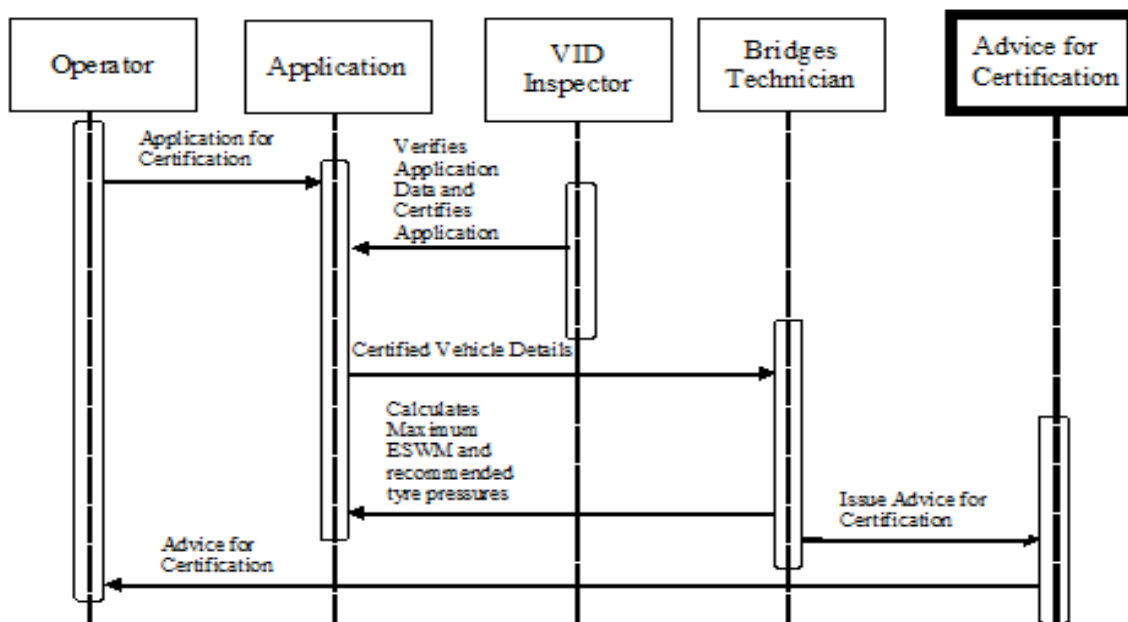 Operator
Application
VID
Inspector
Bridges
Technician
Advice for
Certification
Application for
Certification
Verifies
Application
Data and
Certifies
Application
Certified Vehicle Details
Calculates
Maximum
ESWM and
recommended
tyre pressures
Issue Advice for
Certification
Advice for
Certification